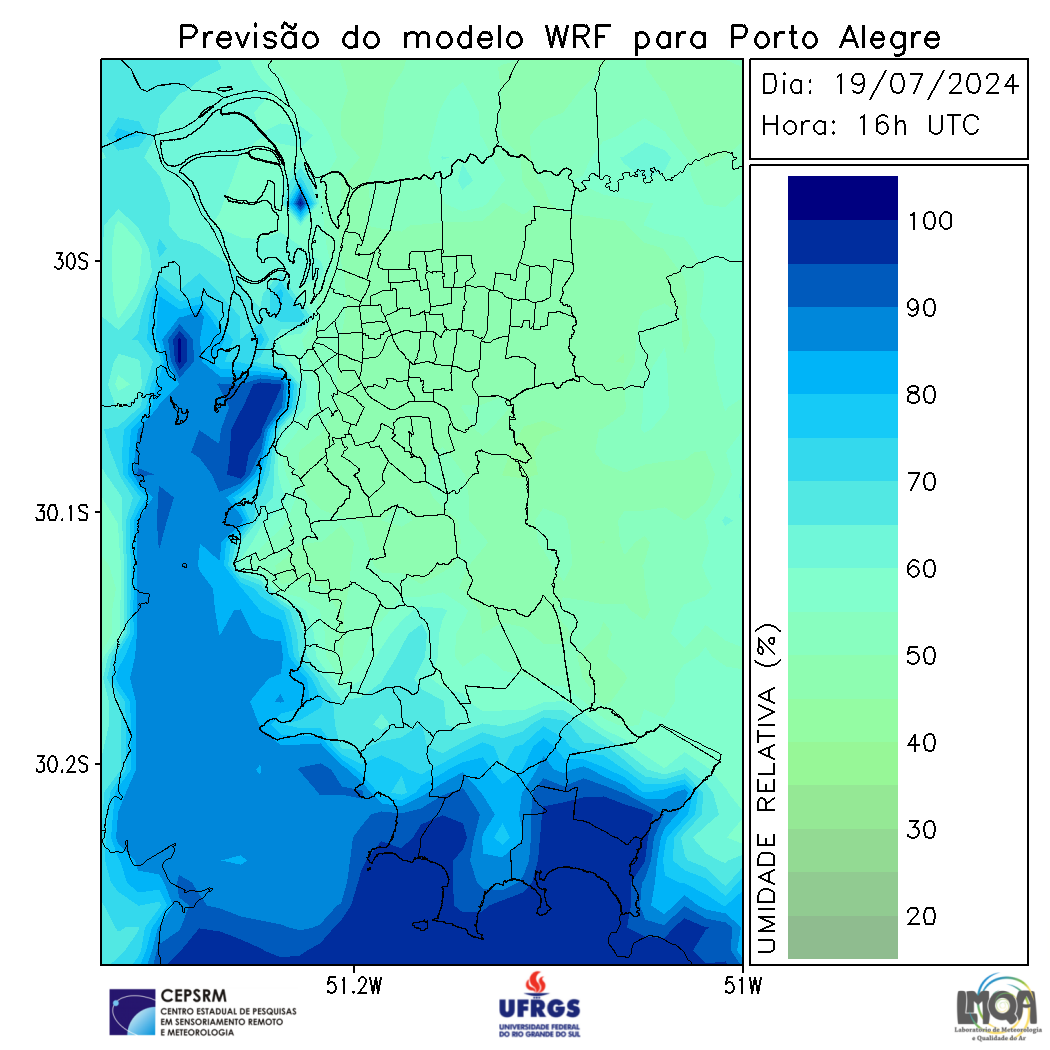 Previsão do modelo WRF para Porto Alegre
Dia: 19/07/2024
Hora: 16h UTC
30S
30.1S
30.2S
51.2W
51W
UMIDADE RELATIVA (%)
100
90
80
70
60
50
40
30
20
CEPSRM
CENTRO ESTADUAL DE PESQUISAS
EM SENSORIAMENTO REMOTO
E METEOROLOGIA
UFRGS
UNIVERSIDADE FEDERAL
DO RIO GRANDE DO SUL
LMQA
Laboratório de Meteorologia
e Qualidade do Ar